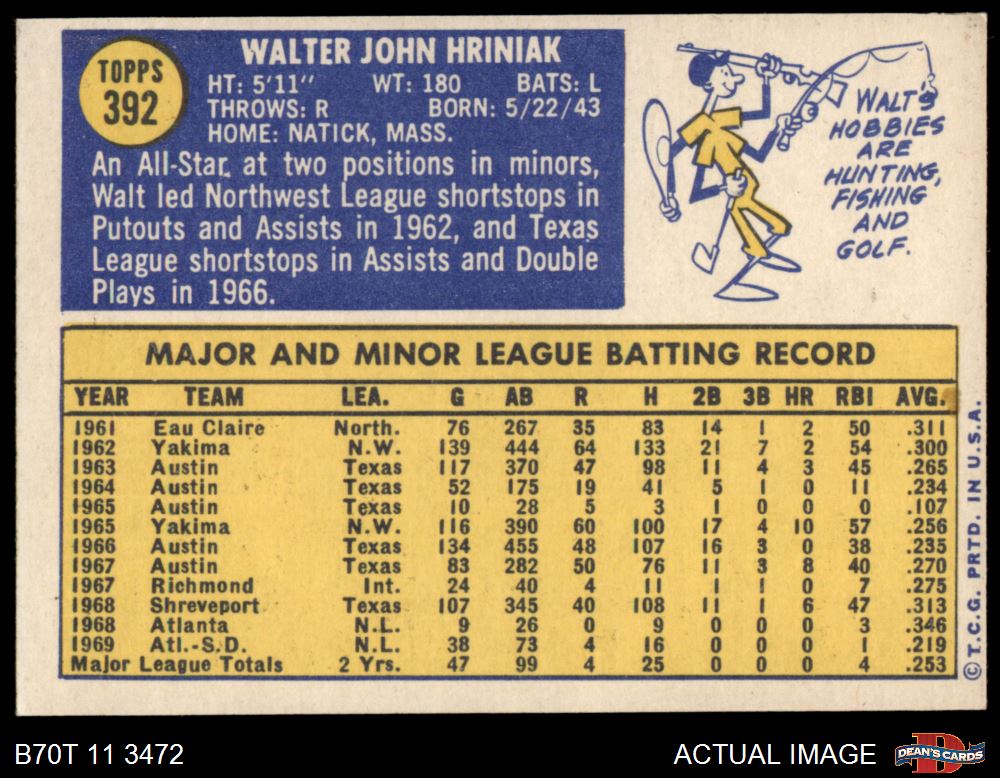 TOPPS
392
WALTER JOHN HRINIAK
HT: 5'11" WT: 180 BATS: L
THROWS: R BORN: 5/22/43
HOME: NATICK, MASS.
An All-Star at two positions in minors,
Walt led Northwest League shortstops in
Putouts and Assists in 1962, and Texas
League shortstops in Assists and Double
Plays in 1966.
WALT'S
HOBBIES
ARE
HUNTING,
FISHING
AND
GOLF.
MAJOR AND MINOR LEAGUE BATTING RECORD
YEAR TEAM LEA. G AB R H 2B 3B HR RBI AVG.
1961 Eau Claire North. 76 267 35 83 14 1 2 50 .311
1962 Yakima N.W. 139 444 64 133 21 7 2 54 .300
1963 Austin Texas 117 370 47 98 11 4 3 45 .265
1964 Austin Texas 52 175 19 41 5 1 0 11 .234
1965 Austin Texas 10 28 5 3 1 0 0 0 .107
1965 Yakima N.W. 116 390 60 100 17 4 10 57 .256
1966 Austin Texas 134 455 48 107 16 3 0 38 .235
1967 Austin Texas 83 282 50 76 11 3 8 40 .270
1967 Richmond Int. 24 40 4 11 1 1 0 7 .275
1968 Shreveport Texas 107 345 40 108 11 1 6 47 .313
1968 Atlanta N.L. 9 26 0 9 0 0 0 3 .346
1969 Atl.-S.D. N.L. 38 73 4 16 0 0 0 1 .219
Major League Totals 2 Yrs. 47 99 4 25 0 0 0 4 .253
© T.C.G. PRTD. IN U.S.A.
B70T 11 3472
ACTUAL IMAGE
D
DEAN'S CARDS